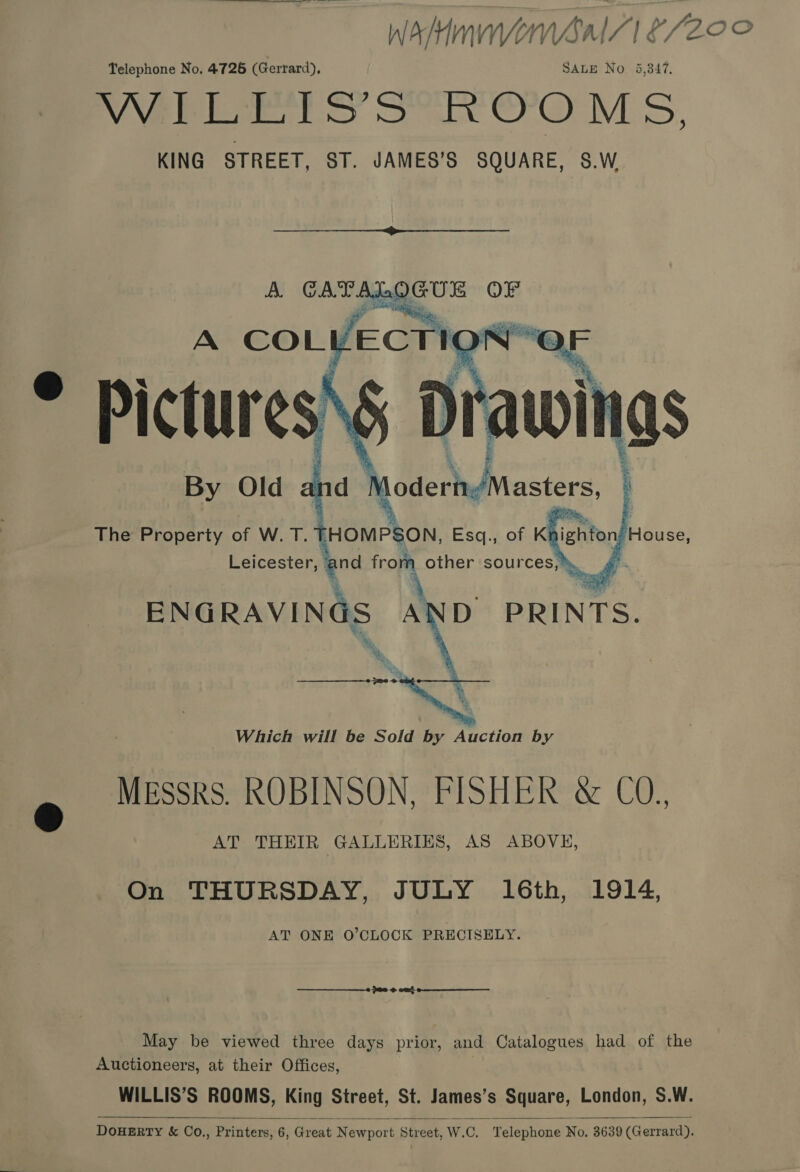 Telephone No. 4725 (Gerrard). SALE No 5,347.
WILLIS'S ROOMS,
KING STREET, ST. JAMES'S SQUARE, S.W.
A CATALOGUE OF
A COLLECTION OF
Pictures & Drawings
By Old and Modern Masters,
The Property of W. T. THOMPSON, Esq., of Knighton House,
Leicester, and from other sources,
ENGRAVINGS AND PRINTS.
Which will be Sold by Auction by
MESSRS. ROBINSON, FISHER & CO.,
AT THEIR GALLERIES, AS ABOVE,
On THURSDAY, JULY 16th, 1914,
AT ONE O'CLOCK PRECISELY.
May be viewed three days prior, and Catalogues had of the
Auctioneers, at their Offices,
WILLIS'S ROOMS, King Street, St. James's Square, London, S.W.
DOHERTY & Co., Printers, 6, Great Newport Street, W.C. Telephone No. 3639 (Gerrard).